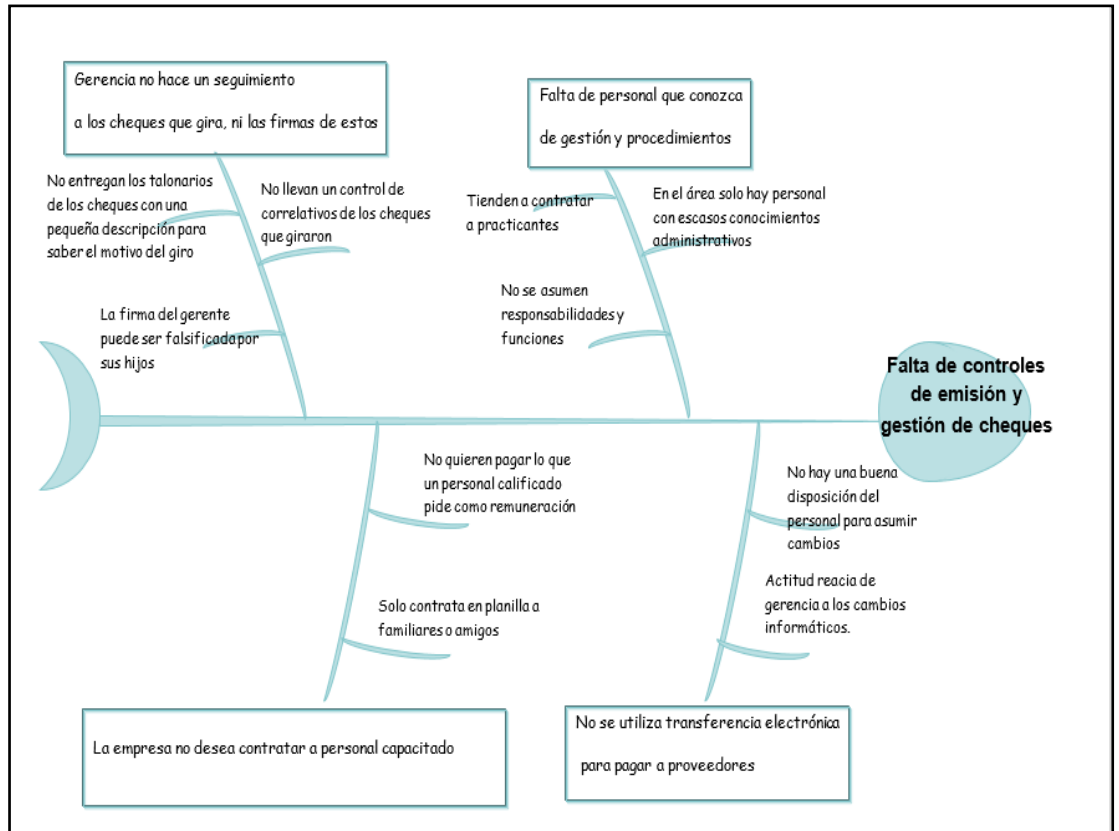 Gerencia no hace un seguimiento
a los cheques que gira, ni las firmas de estos
Falta de personal que conozca
de gestión y procedimientos
No entregan los talonarios
de los cheques con una
pequeña descripción para
saber el motivo del giro
No llevan un control de
correlativos de los cheques
que giraron
Tienden a contratar
a practicantes
En el área solo hay personal
con escasos conocimientos
administrativos
La firma del gerente
puede ser falsificada por
sus hijos
No se asumen
responsabilidades y
funciones
Falta de controles
de emisión y
gestión de cheques
No quieren pagar lo que
un personal calificado
pide como remuneración
No hay una buena
disposición del
personal para asumir
cambios
Solo contrata en planilla a
familiares o amigos
Actitud reacia de
gerencia a los cambios
informáticos.
La empresa no desea contratar a personal capacitado
No se utiliza transferencia electrónica
para pagar a proveedores